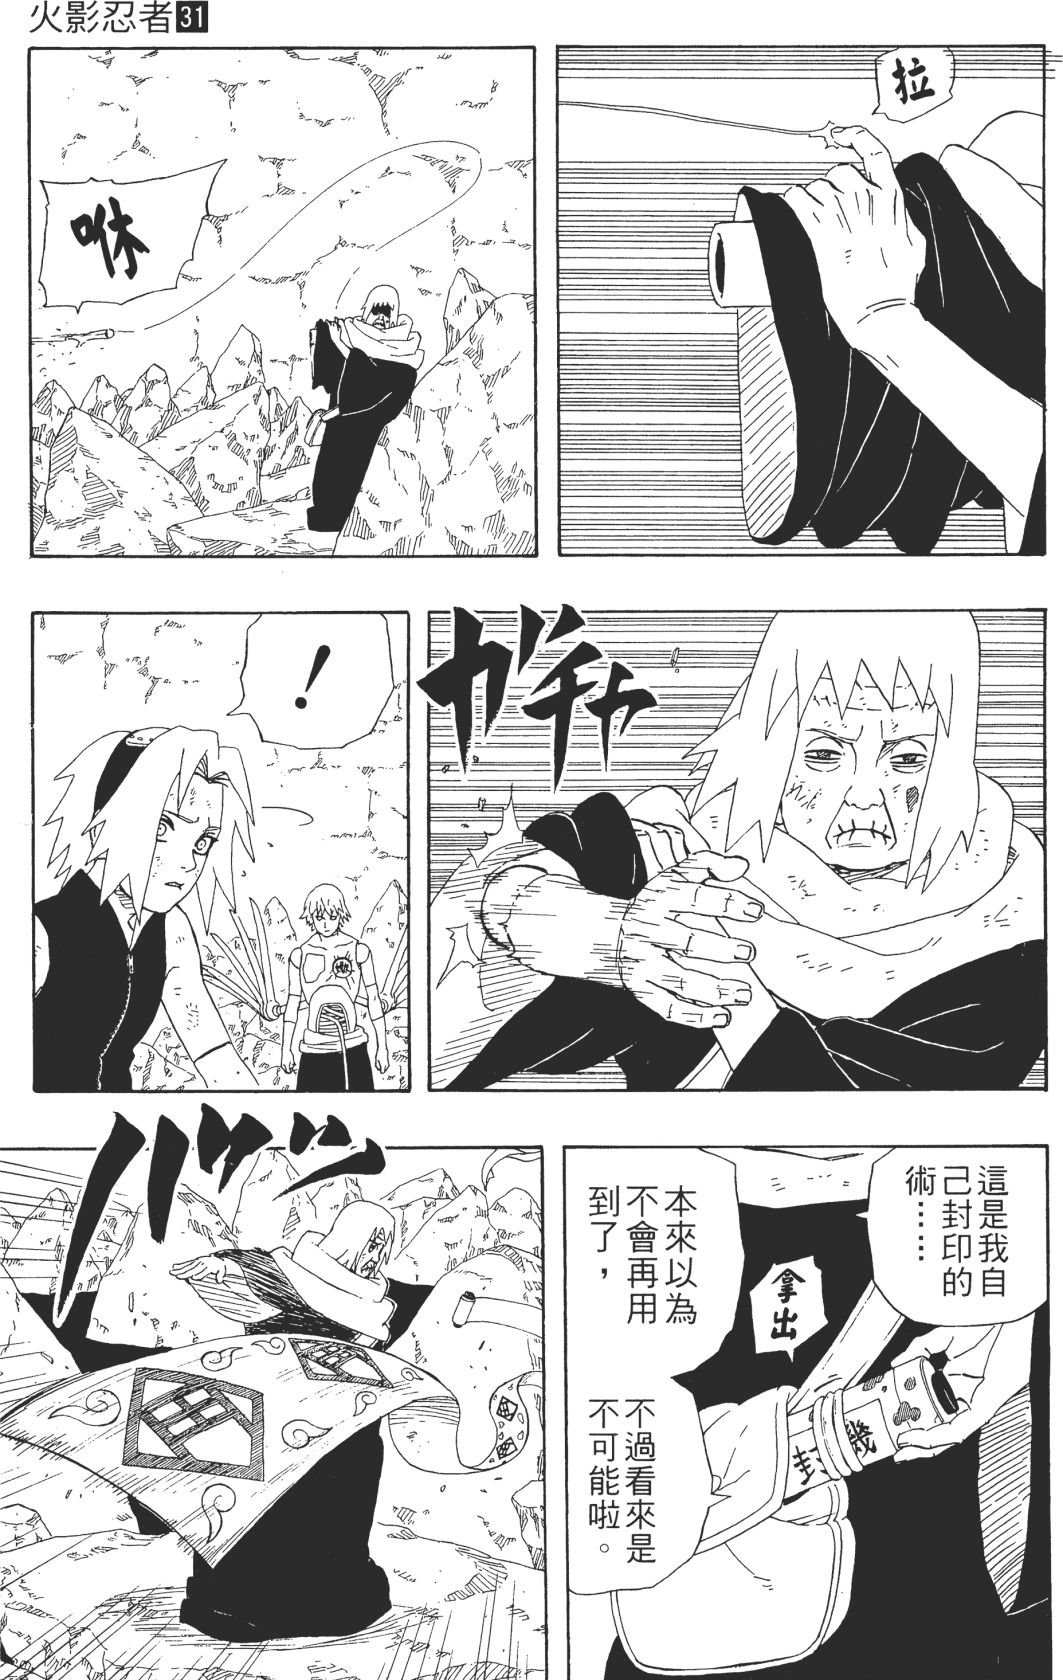 火影忍者31
拉
咻
ガチャ
！
這是我自
己封印的
術……
拿出
封
機
本來以為
不會再用
到了，
不過看來是
不可能啦。
バサッ